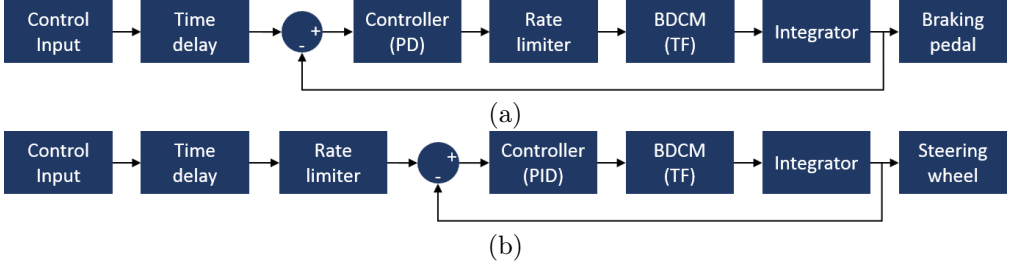 Control Input
Time delay
+
-
Controller (PD)
Rate limiter
BDCM (TF)
Integrator
Braking pedal
(a)
Control Input
Time delay
Rate limiter
+
-
Controller (PID)
BDCM (TF)
Integrator
Steering wheel
(b)